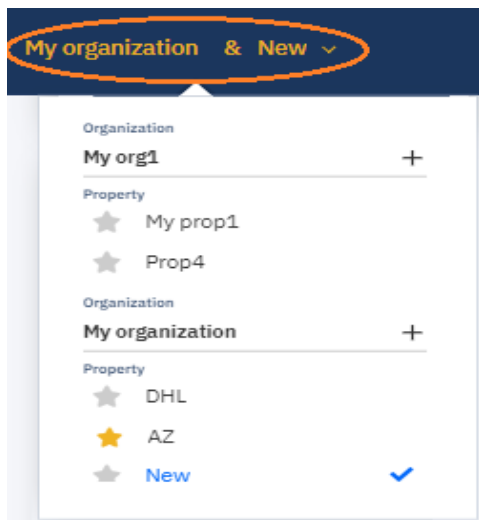 My organization & New
Organization
My org1
Property
My prop1
Prop4
Organization
My organization
Property
DHL
AZ
New